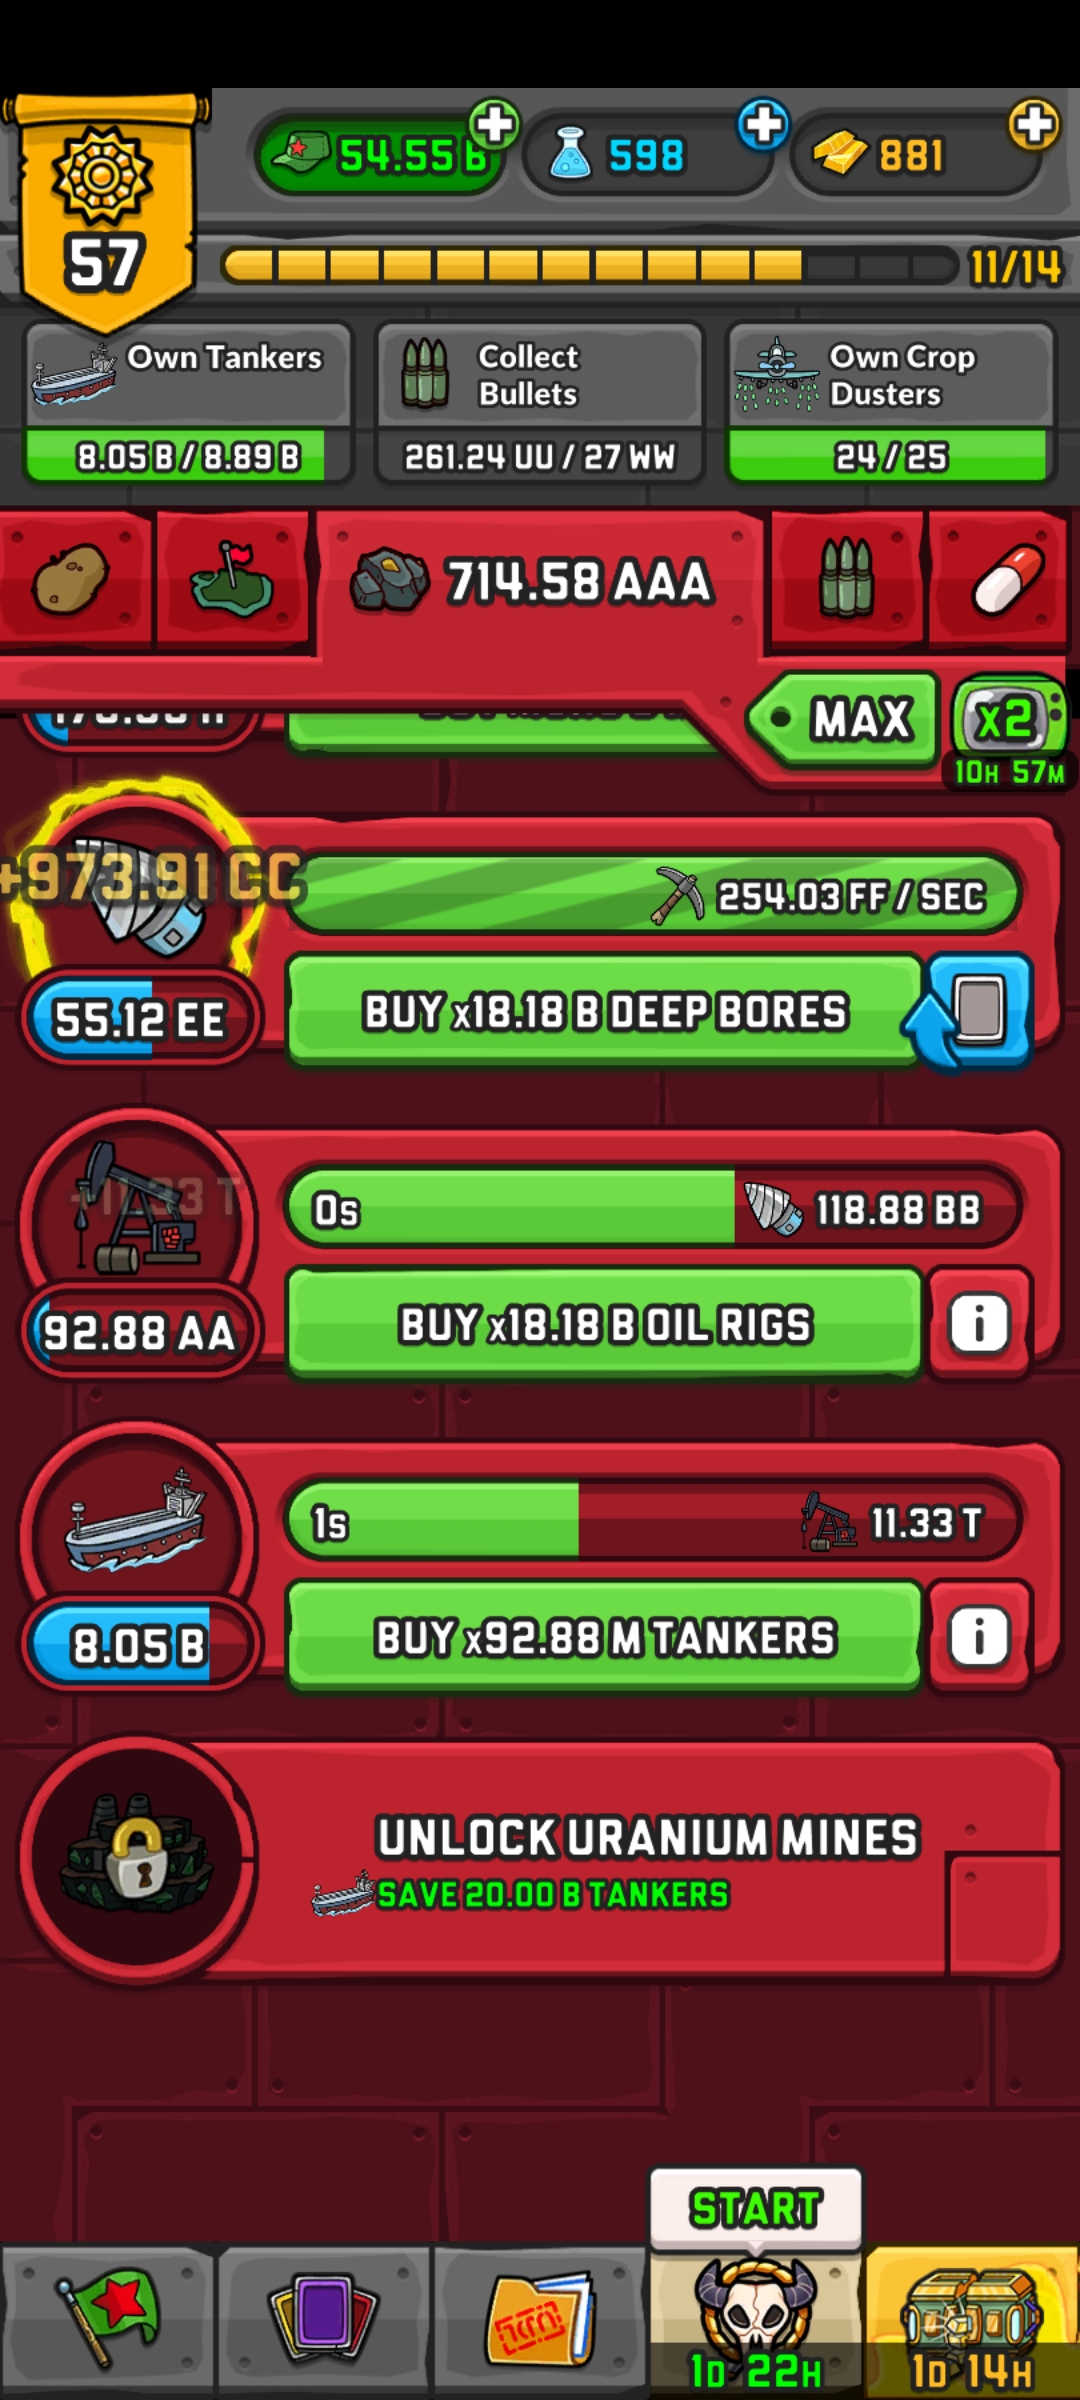 54.55 B
598
881
57
11/14
Own Tankers
8.05 B / 8.89 B
Collect
Bullets
261.24 UU / 27 WW
Own Crop
Dusters
24 / 25
714.58 AAA
MAX
x2
10H 57M
+973.91 CC
254.03 FF / SEC
55.12 EE
BUY x18.18 B DEEP BORES
+11.33 T
0s
118.88 BB
92.88 AA
BUY x18.18 B OIL RIGS
i
1s
11.33 T
8.05 B
BUY x92.88 M TANKERS
i
UNLOCK URANIUM MINES
SAVE 20.00 B TANKERS
START
1D 22H
1D 14H